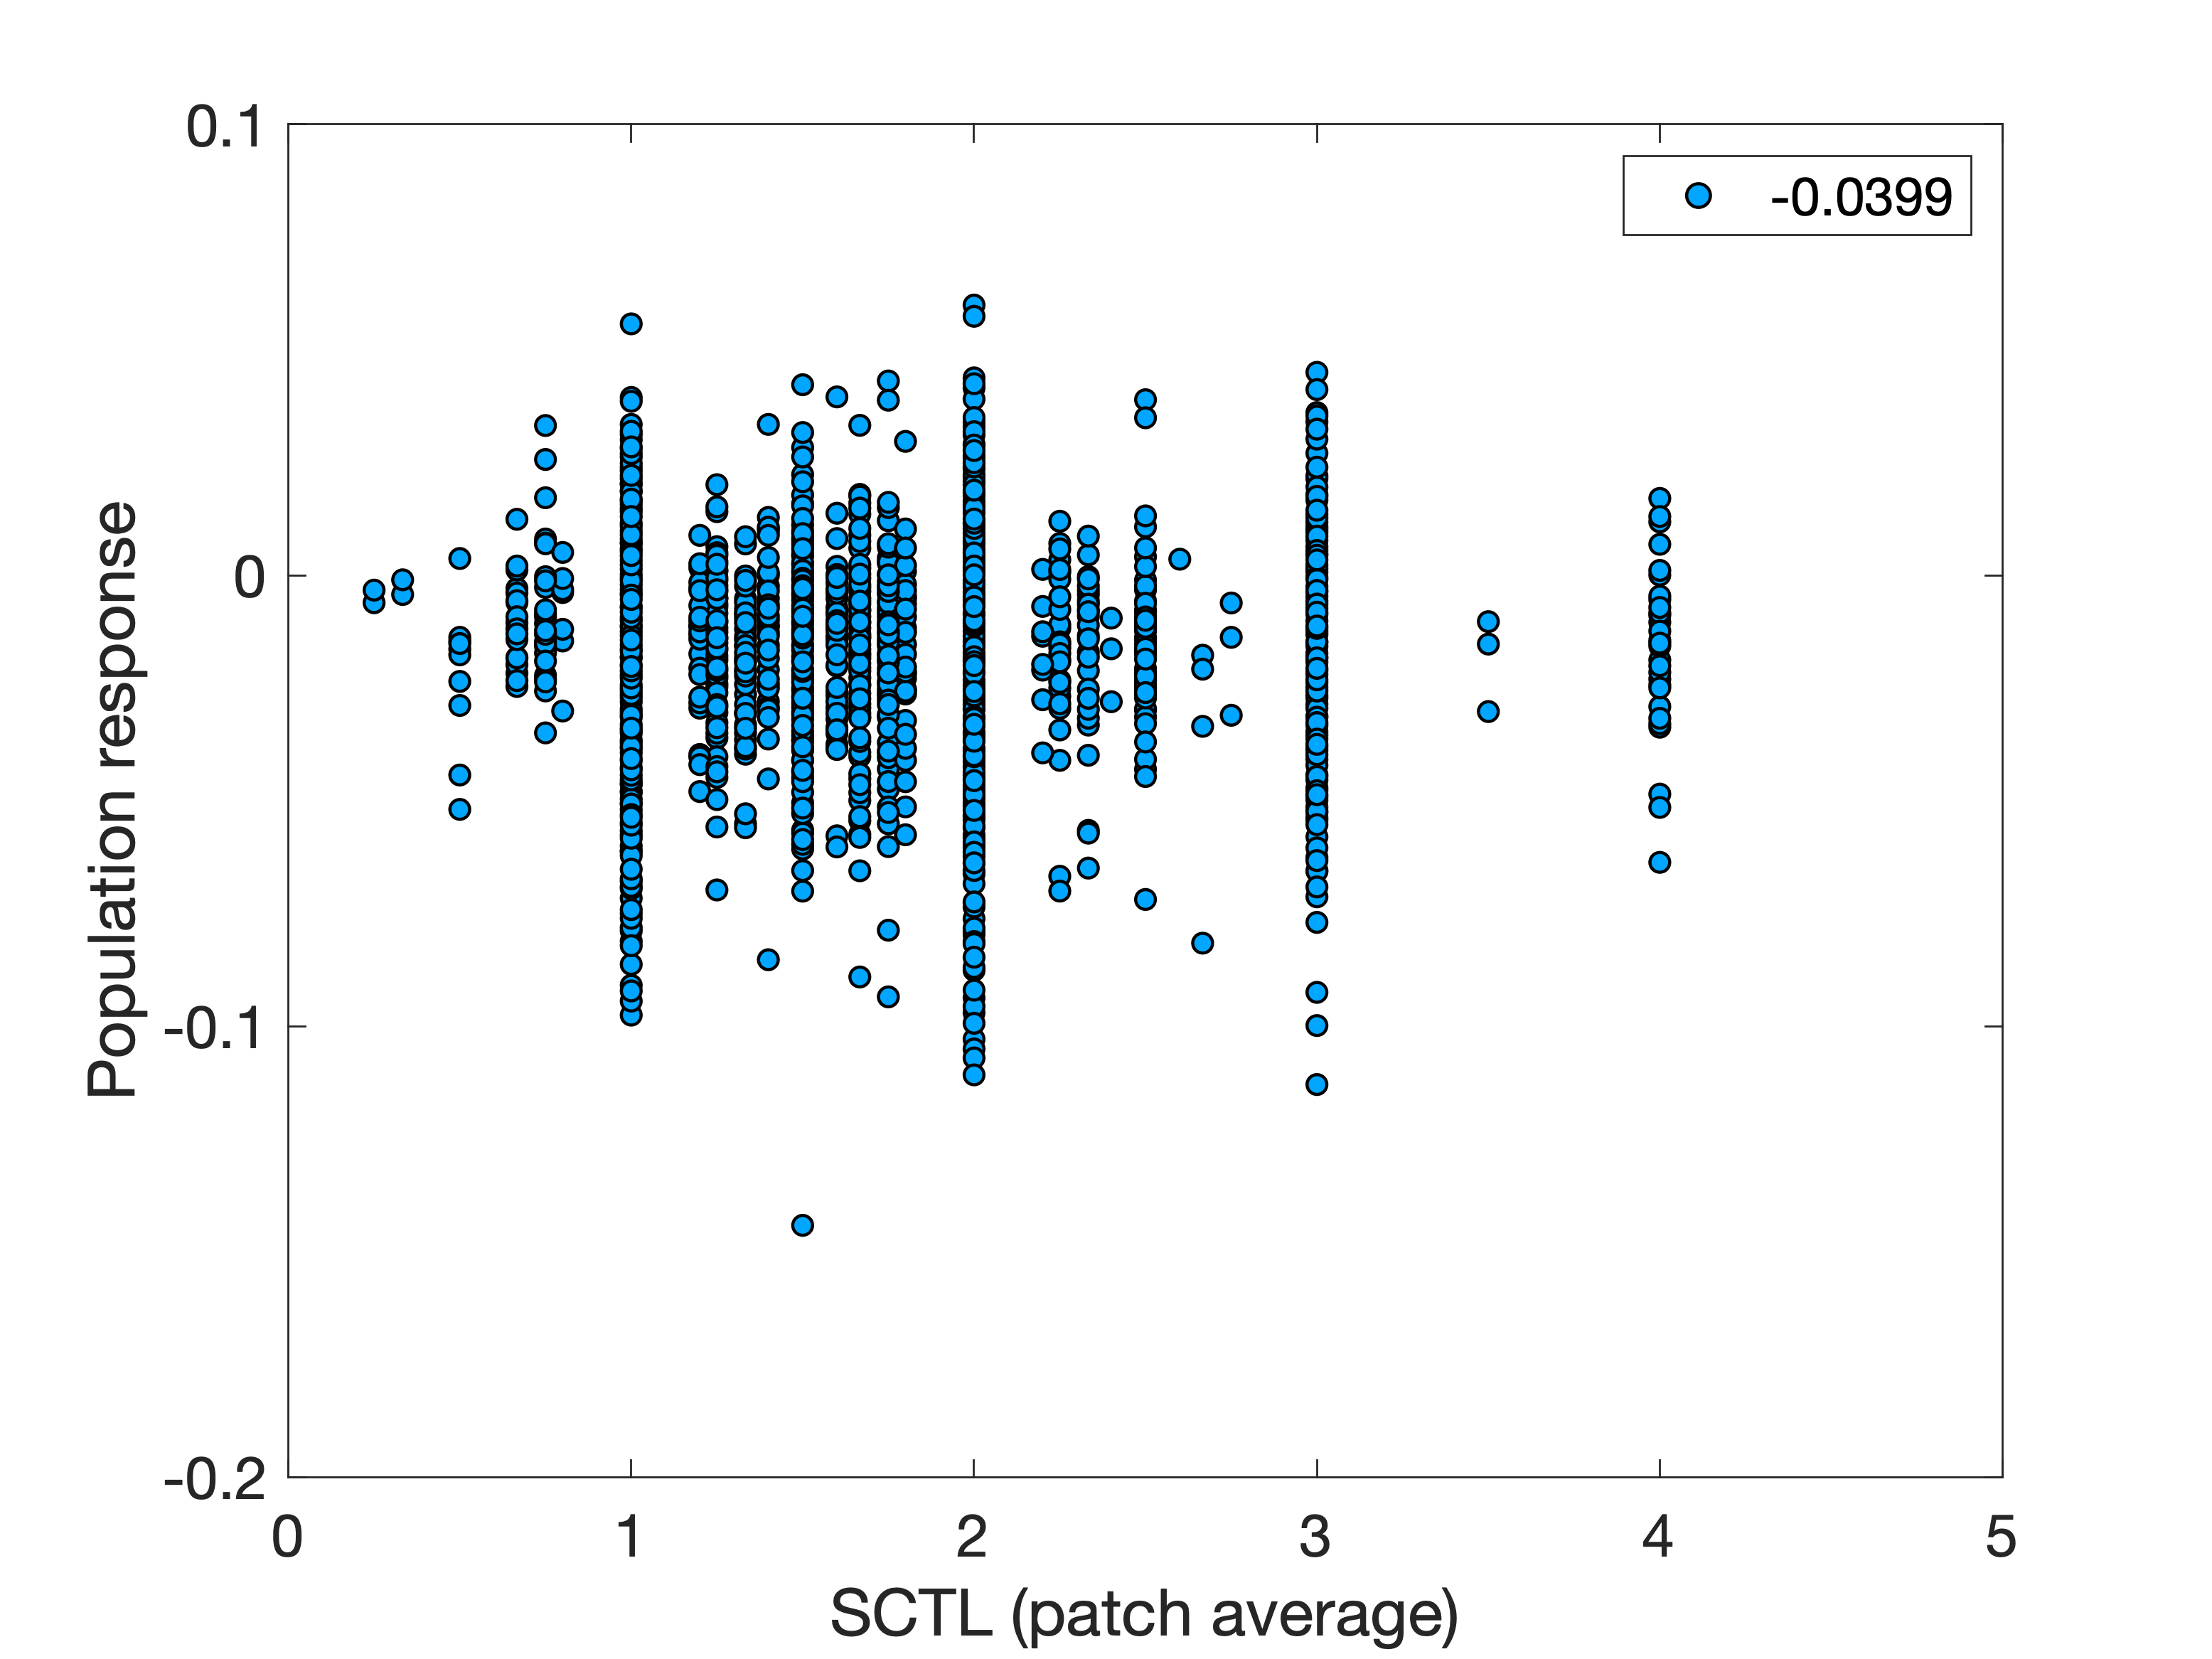 0.1
-0.0399
0
Population response
-0.1
-0.2
0 1 2 3 4 5
SCTL (patch average)